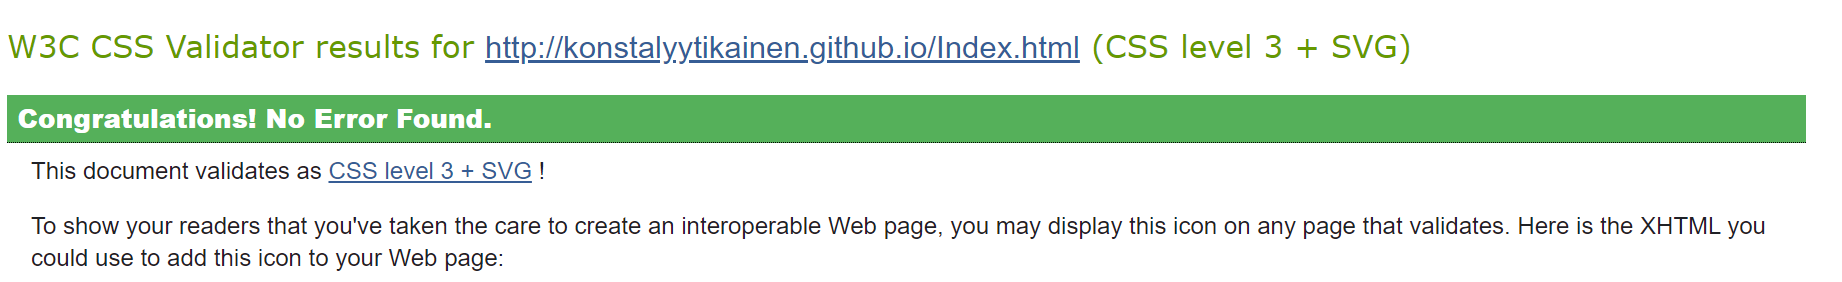 W3C CSS Validator results for http://konstalyytikainen.github.io/Index.html (CSS level 3 + SVG)
Congratulations! No Error Found.
This document validates as CSS level 3 + SVG !
To show your readers that you've taken the care to create an interoperable Web page, you may display this icon on any page that validates. Here is the XHTML you
could use to add this icon to your Web page: